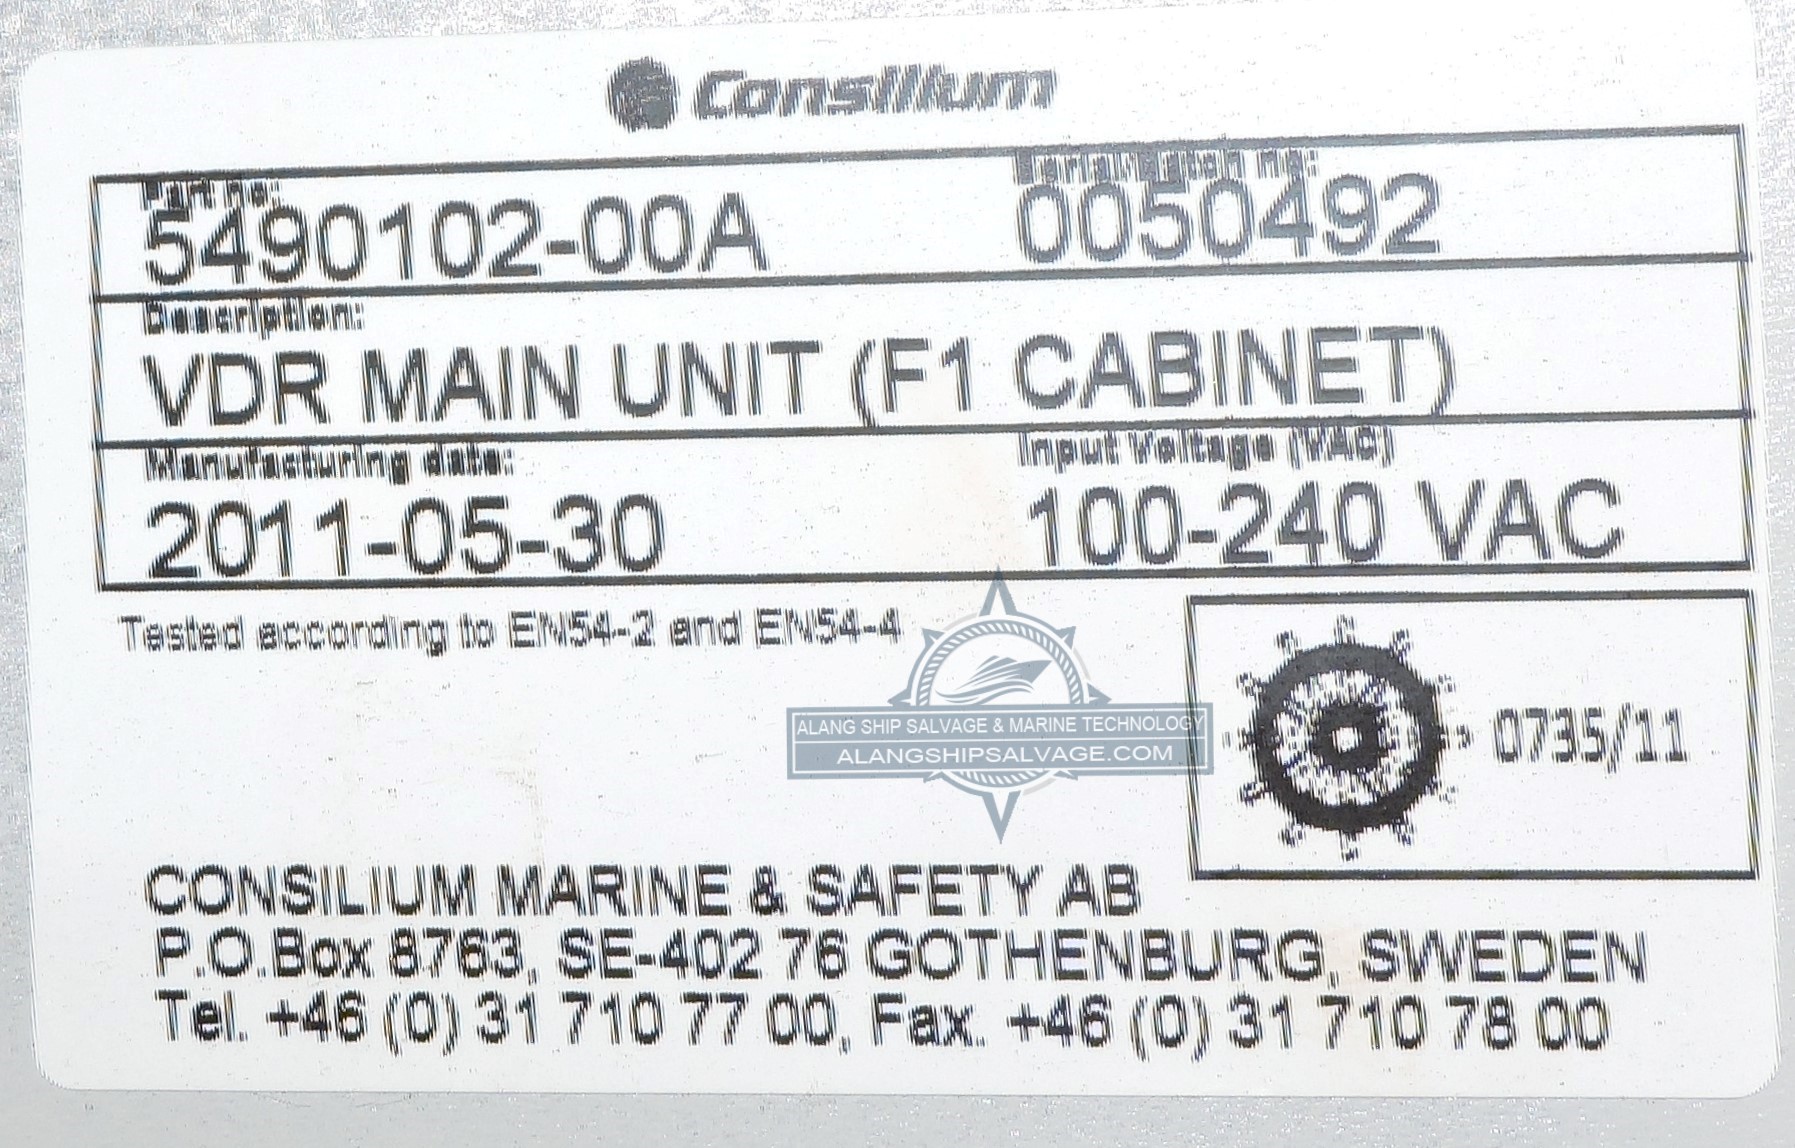 Consilium
Part no: Serial/Batch no:
5490102-00A 0050492
Description:
VDR MAIN UNIT (F1 CABINET)
Manufacturing date: Input Voltage (VAC)
2011-05-30 100-240 VAC
Tested according to EN54-2 and EN54-4
ALANG SHIP SALVAGE & MARINE TECHNOLOGY
ALANGSHIPSALVAGE.COM
0735/11
CONSILIUM MARINE & SAFETY AB
P.O.Box 8763, SE-402 76 GOTHENBURG, SWEDEN
Tel. +46 (0) 31 710 77 00, Fax. +46 (0) 31 710 78 00